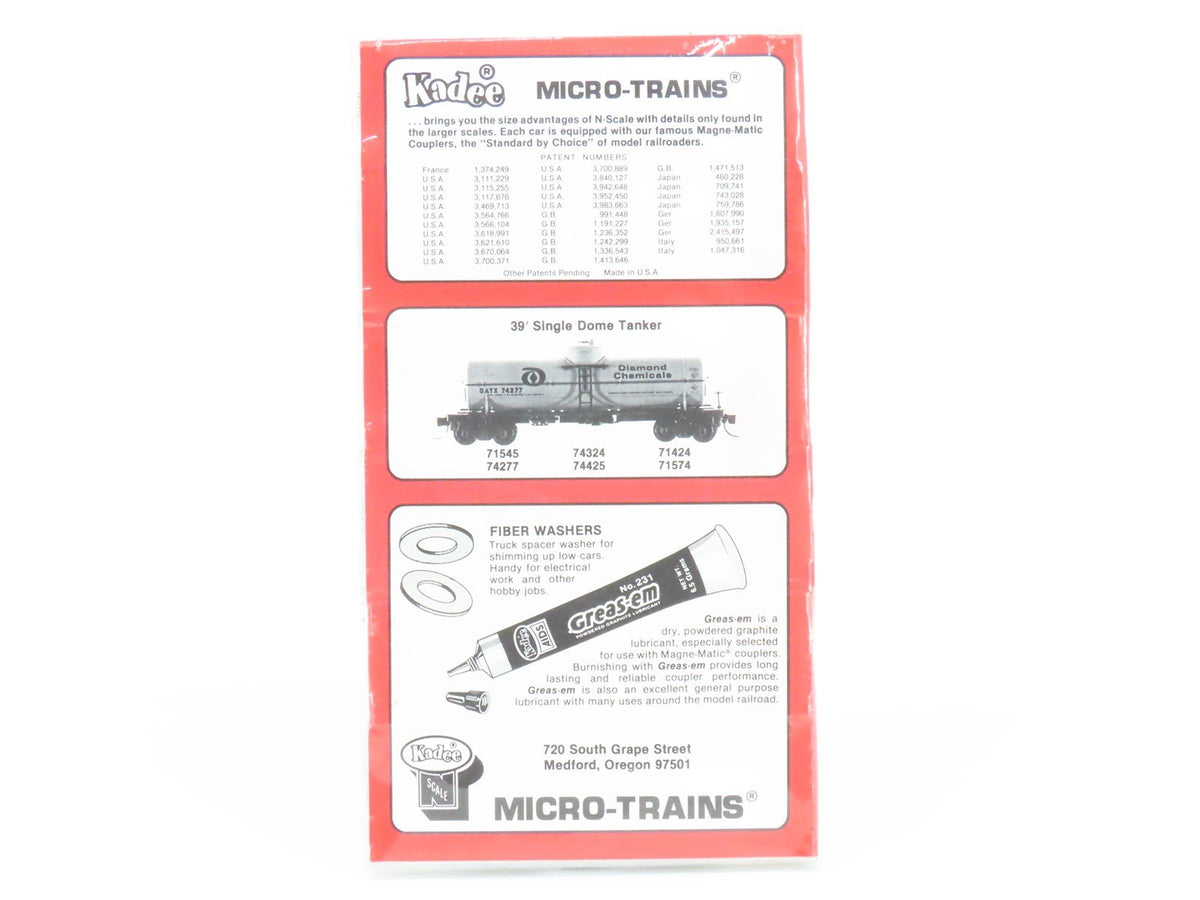 Kadee® MICRO-TRAINS®
... brings you the size advantages of N-Scale with details only found in
the larger scales. Each car is equipped with our famous Magne-Matic
Couplers, the "Standard by Choice" of model railroaders.
PATENT NUMBERS
France 1,374,249 U.S.A. 3,700,889 G.B. 1,471,513
U.S.A. 3,111,229 U.S.A. 3,840,127 Japan 460,228
U.S.A. 3,115,255 U.S.A. 3,942,648 Japan 709,741
U.S.A. 3,117,676 U.S.A. 3,952,450 Japan 743,028
U.S.A. 3,469,713 U.S.A. 3,983,663 Japan 759,786
U.S.A. 3,564,766 G.B. 991,448 Ger. 1,807,990
U.S.A. 3,566,104 G.B. 1,191,227 Ger. 1,935,157
U.S.A. 3,618,991 G.B. 1,236,352 Ger. 2,415,497
U.S.A. 3,621,610 G.B. 1,242,299 Italy 950,661
U.S.A. 3,670,064 G.B. 1,336,543 Italy 1,047,316
U.S.A. 3,700,371 G.B. 1,413,646
Other Patents Pending Made in U.S.A.
39' Single Dome Tanker
Diamond
Chemicals
GATX 74277
71545 74324 71424
74277 74425 71574
FIBER WASHERS
Truck spacer washer for
shimming up low cars.
Handy for electrical
work and other
hobby jobs.
Kadee AIDS
No. 231
Greas-em
POWDERED GRAPHITE LUBRICANT
NET WT.
6.5 Grams
Greas-em is a
dry, powdered graphite
lubricant, especially selected
for use with Magne-Matic® couplers.
Burnishing with Greas-em provides long
lasting and reliable coupler performance.
Greas-em is also an excellent general purpose
lubricant with many uses around the model railroad.
Kadee®
N SCALE
720 South Grape Street
Medford, Oregon 97501
MICRO-TRAINS®